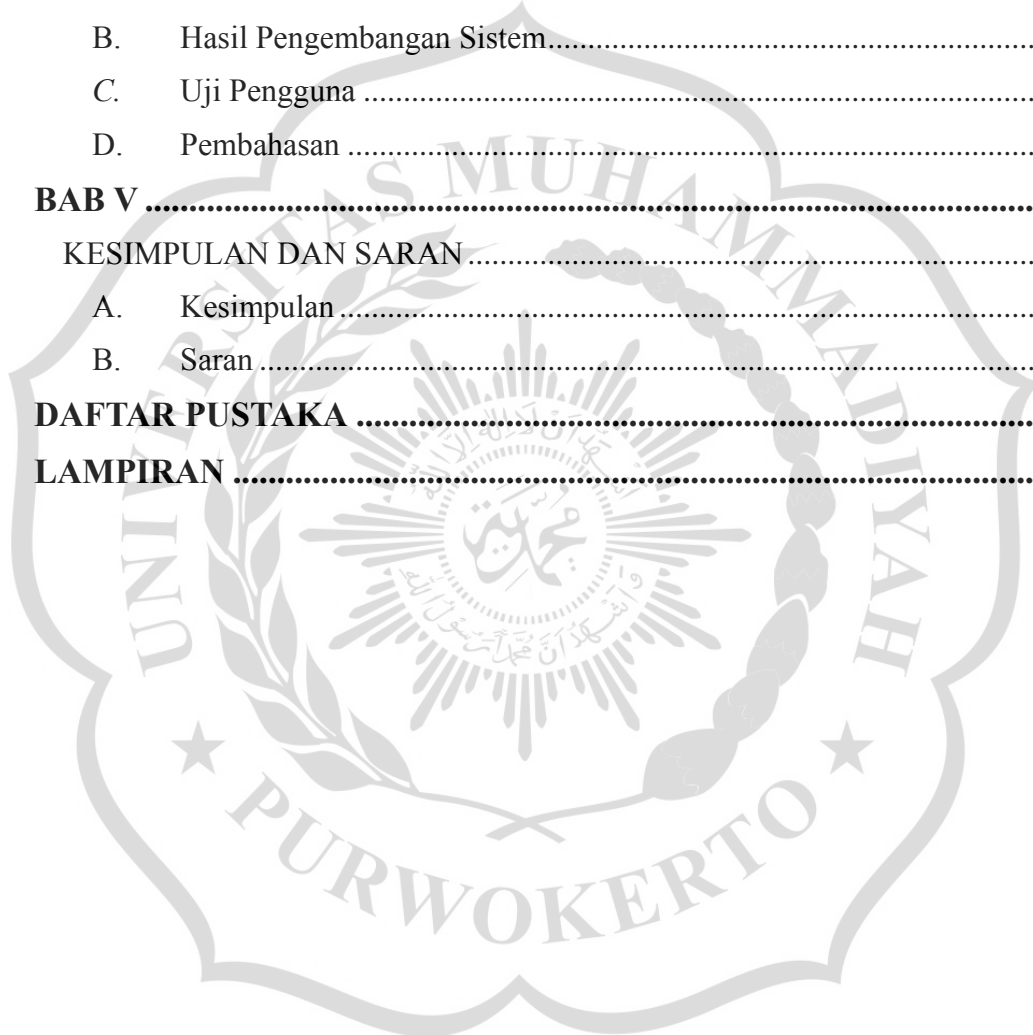 B. Hasil Pengembangan Sistem................................................................
C. Uji Pengguna ................................................................
D. Pembahasan ................................................................
BAB V ................................................................
KESIMPULAN DAN SARAN ................................................................
A. Kesimpulan ................................................................
B. Saran ................................................................
DAFTAR PUSTAKA ................................................................
LAMPIRAN ................................................................
UNIVERSITAS MUHAMMADIYAH
PURWOKERTO